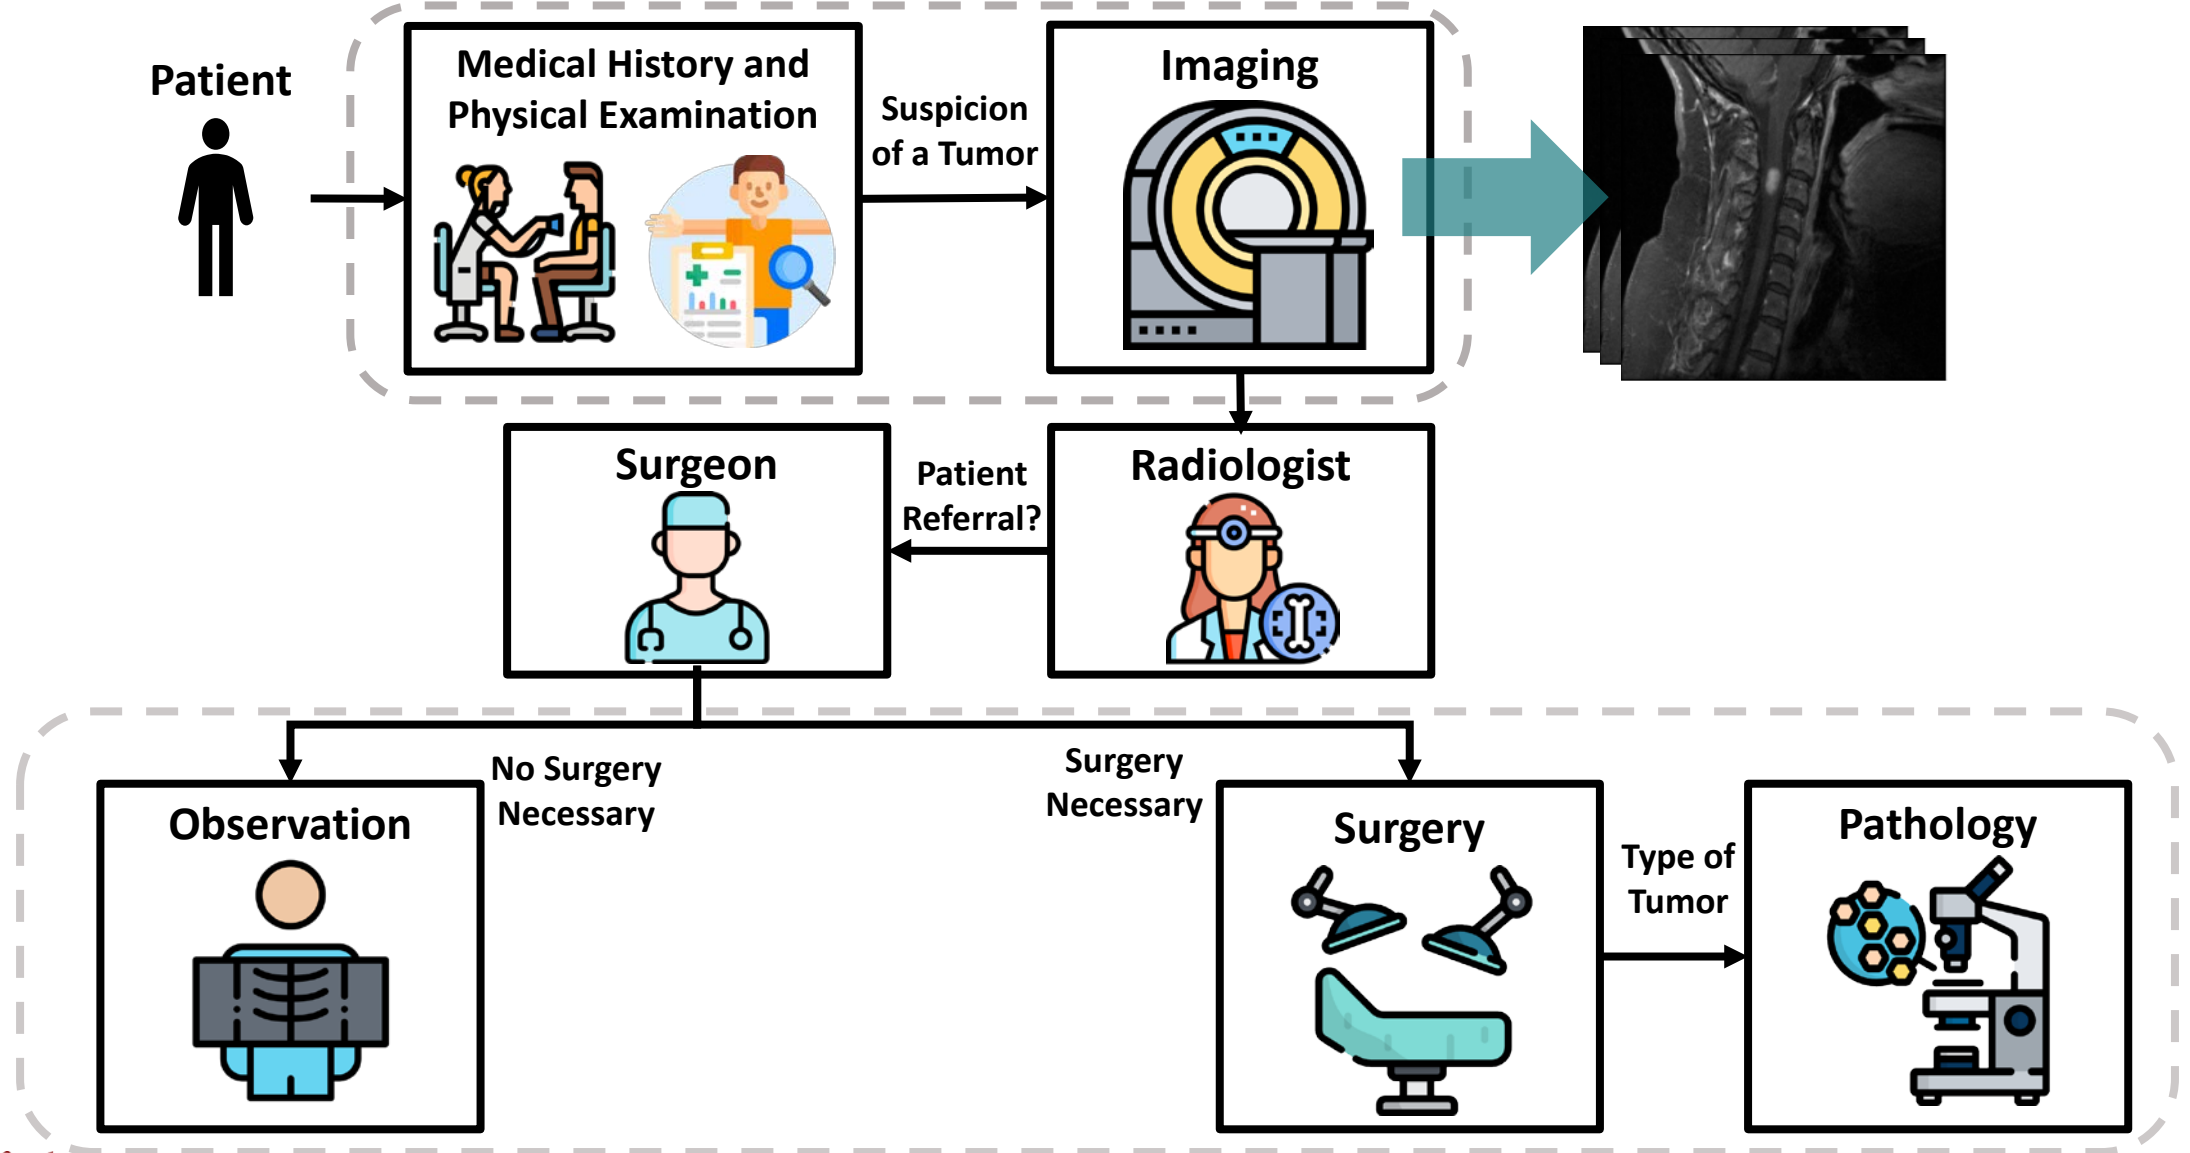 Patient
Medical History and
Physical Examination
Suspicion
of a Tumor
Imaging
Surgeon
Patient
Referral?
Radiologist
No Surgery
Necessary
Surgery
Necessary
Observation
Surgery
Type of
Tumor
Pathology